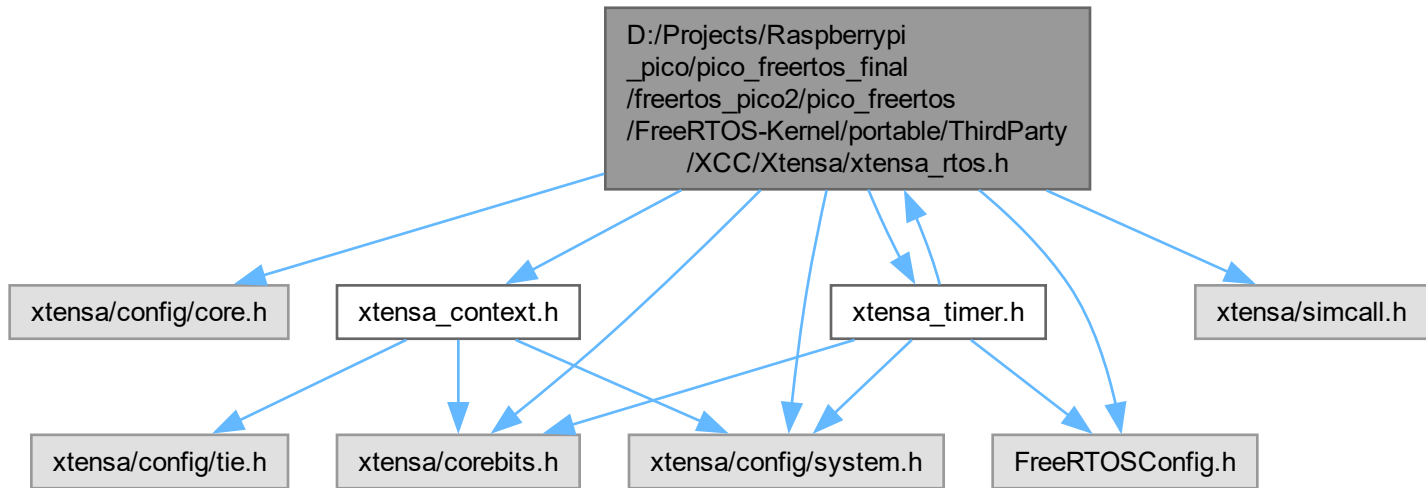 D:/Projects/Raspberrypi
_pico/pico_freertos_final
/freertos_pico2/pico_freertos
/FreeRTOS-Kernel/portable/ThirdParty
/XCC/Xtensa/xtensa_rtos.h
xtensa/config/core.h
xtensa_context.h
xtensa_timer.h
xtensa/simcall.h
xtensa/config/tie.h
xtensa/corebits.h
xtensa/config/system.h
FreeRTOSConfig.h